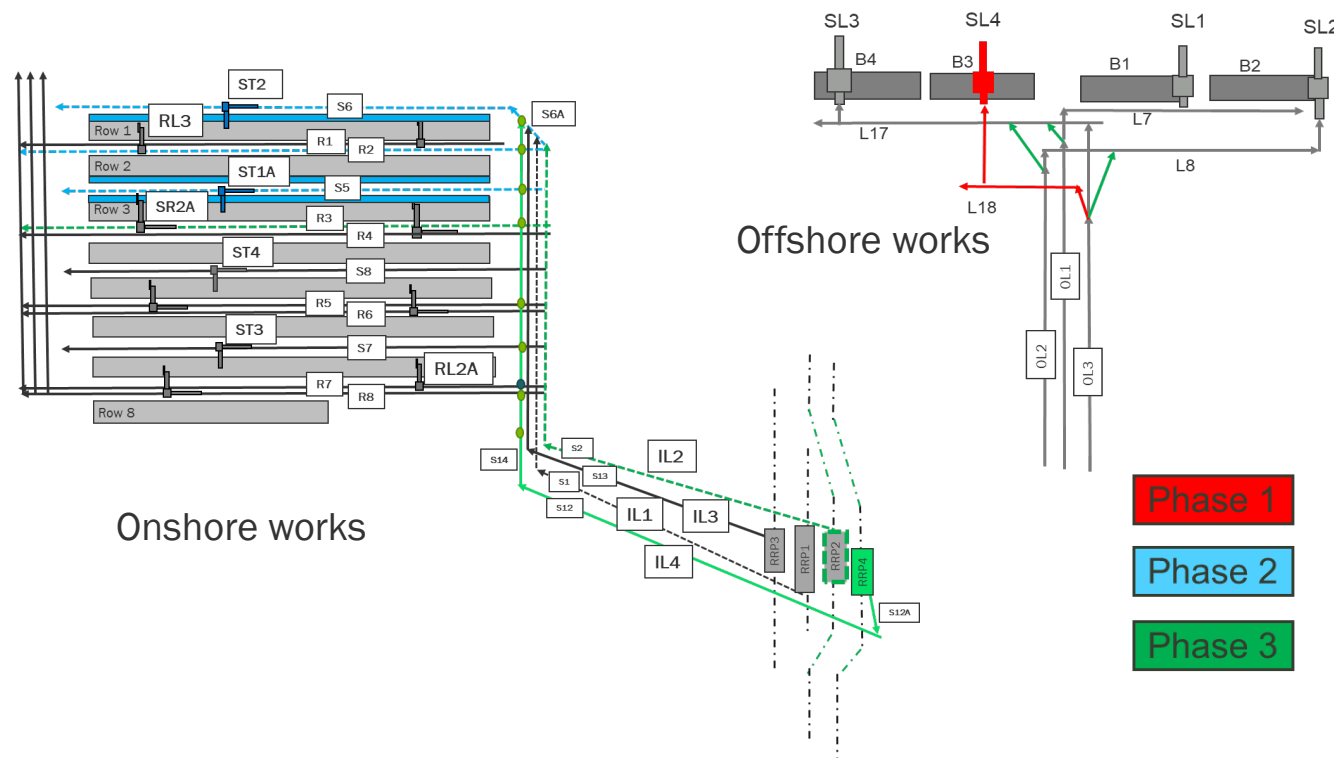 SL3
SL4
SL1
SL2
B4
B3
B1
B2
L17
L7
L8
L18
Offshore works
OL1
OL2
OL3
ST2
S6
S6A
RL3
Row 1
R1
R2
Row 2
ST1A
S5
SR2A
Row 3
R3
R4
ST4
S8
R5
R6
ST3
S7
RL2A
R7
R8
Row 8
S14
S2
S13
S1
S12
IL2
IL1
IL3
IL4
RRP3
RRP1
RRP2
RRP4
S12A
Onshore works
Phase 1
Phase 2
Phase 3